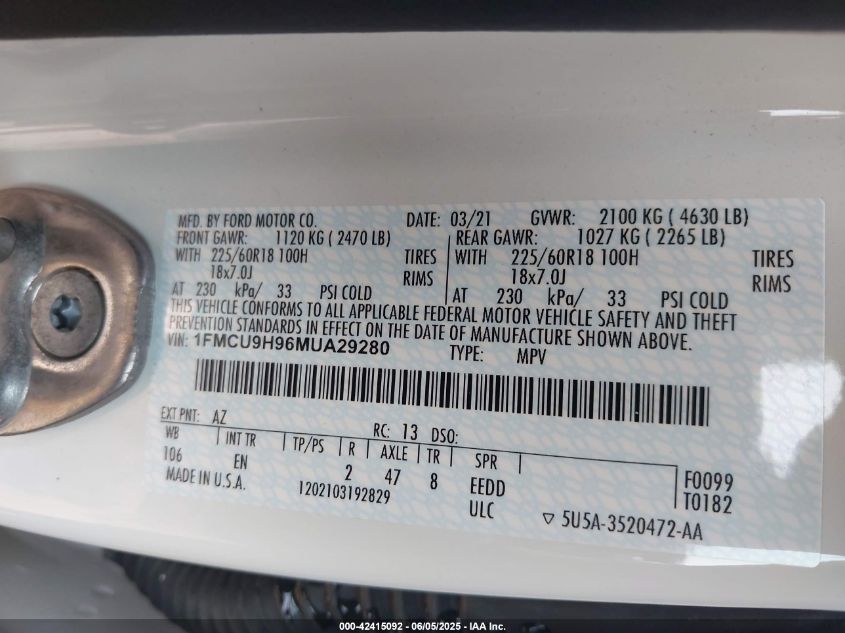 MFD. BY FORD MOTOR CO. DATE: 03/21 GVWR: 2100 KG ( 4630 LB)
FRONT GAWR: 1120 KG ( 2470 LB) REAR GAWR: 1027 KG ( 2265 LB)
WITH 225/60R18 100H TIRES WITH 225/60R18 100H TIRES
18x7.0J RIMS 18x7.0J RIMS
AT 230 kPa/ 33 PSI COLD AT 230 kPa/ 33 PSI COLD
THIS VEHICLE CONFORMS TO ALL APPLICABLE FEDERAL MOTOR VEHICLE SAFETY AND THEFT
PREVENTION STANDARDS IN EFFECT ON THE DATE OF MANUFACTURE SHOWN ABOVE.
VIN: 1FMCU9H96MUA29280 TYPE: MPV
EXT PNT: AZ RC: 13 DSO:
WB INT TR TP/PS R AXLE TR SPR
106 EN 2 47 8 EEDD
MADE IN U.S.A. 1202103192829 ULC
F0099
T0182
5U5A-3520472-AA
000-42415092 - 06/05/2025 - IAA Inc.